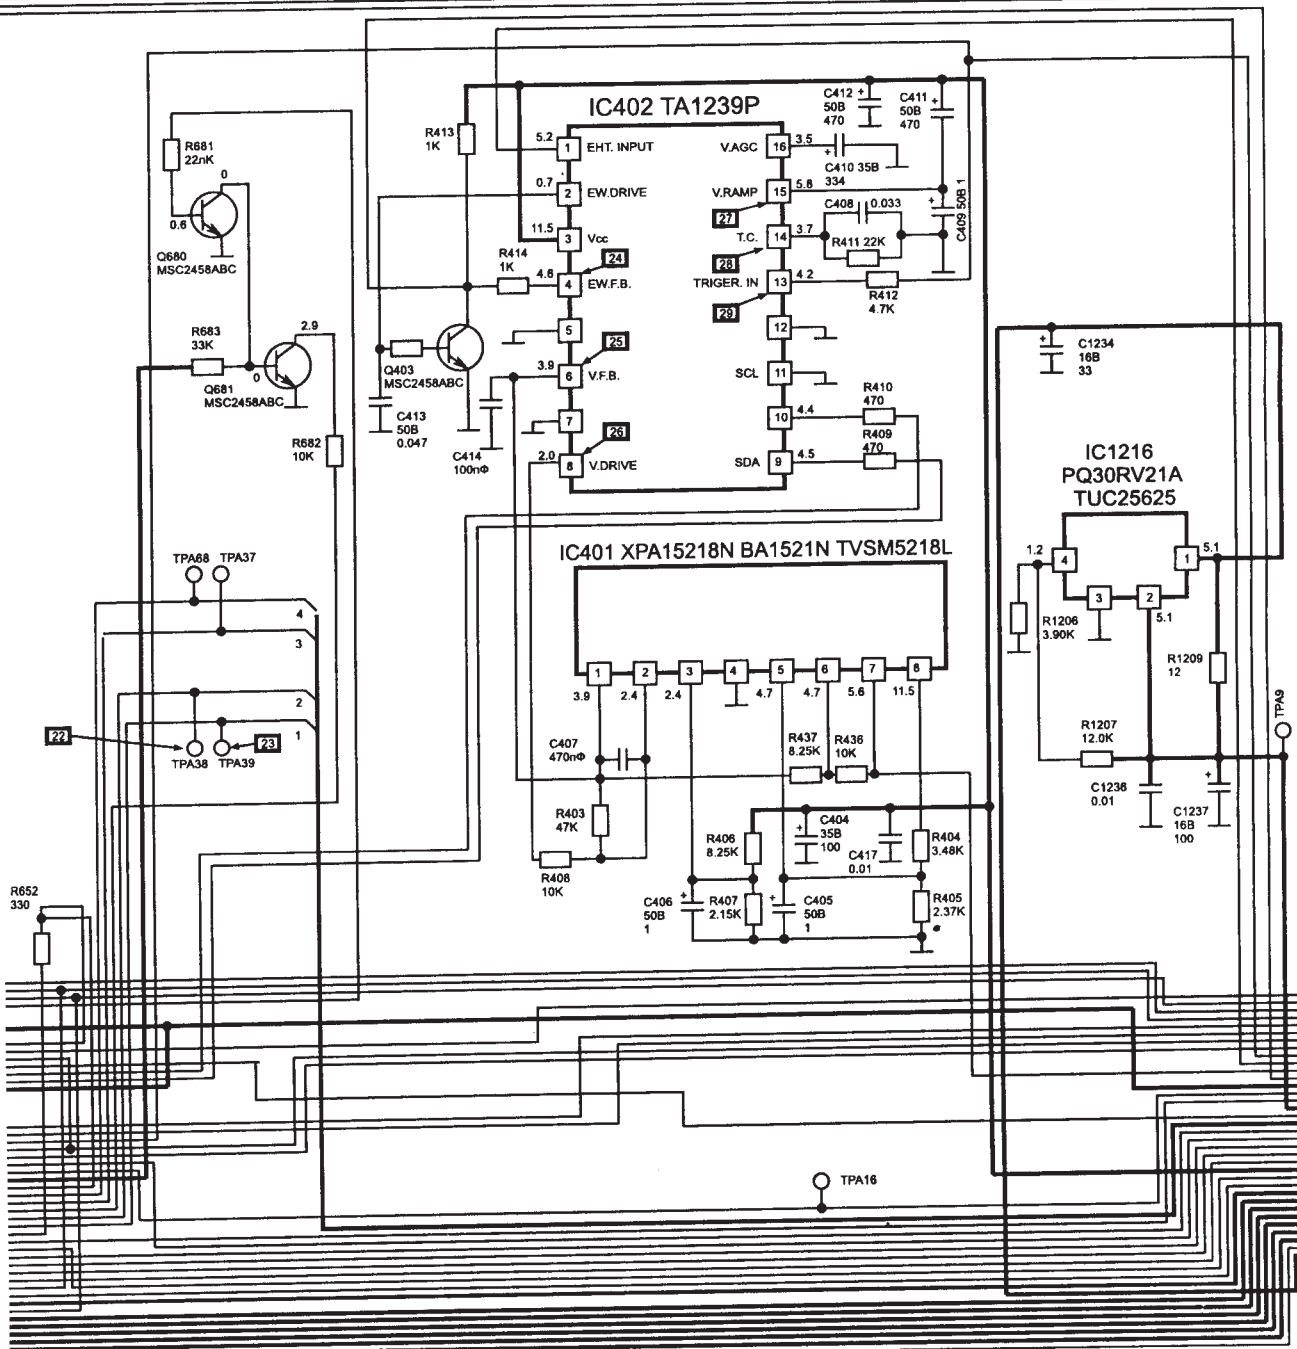 IC402 TA1239P
C412
50B
470
C411
50B
470
R413
1K
5.2
1
EHT. INPUT
V.AGC
16
3.5
C410 35B
334
R681
22пK
0
0.7
2
EW.DRIVE
V.RAMP
15
5.8
27
C408
0.033
C409 50B 1
0.6
11.5
3
Vcc
T.C.
14
3.7
R411 22K
Q680
MSC2458ABC
R414
1K
24
28
4.6
4
EW.F.B.
TRIGER. IN
13
4.2
R412
4.7K
29
2.9
R683
33K
5
12
C1234
16B
33
25
3.9
6
V.F.B.
SCL
11
Q403
MSC2458ABC
0
Q681
MSC2458ABC
R410
470
C413
50B
0.047
7
10
4.4
R409
470
R682
10K
26
C414
100nФ
2.0
8
V.DRIVE
SDA
9
4.5
IC1216
PQ30RV21A
TUC25625
IC401 XPA15218N BA1521N TVSM5218L
TPA68
TPA37
1.2
4
1
5.1
3
2
5.1
4
3
R1206
3.90K
1
2
3
4
5
6
7
8
3.9
2.4
2.4
4.7
4.7
5.6
11.5
R1209
12
2
1
22
23
TPA38
TPA39
TPA9
C407
470nФ
R437
8.25K
R436
10K
R1207
12.0K
C1236
0.01
C1237
16B
100
R403
47K
R408
10K
R406
8.25K
C404
35B
100
C417
0.01
R404
3.48K
R652
330
C406
50B
1
R407
2.15K
C405
50B
1
R405
2.37K
TPA16